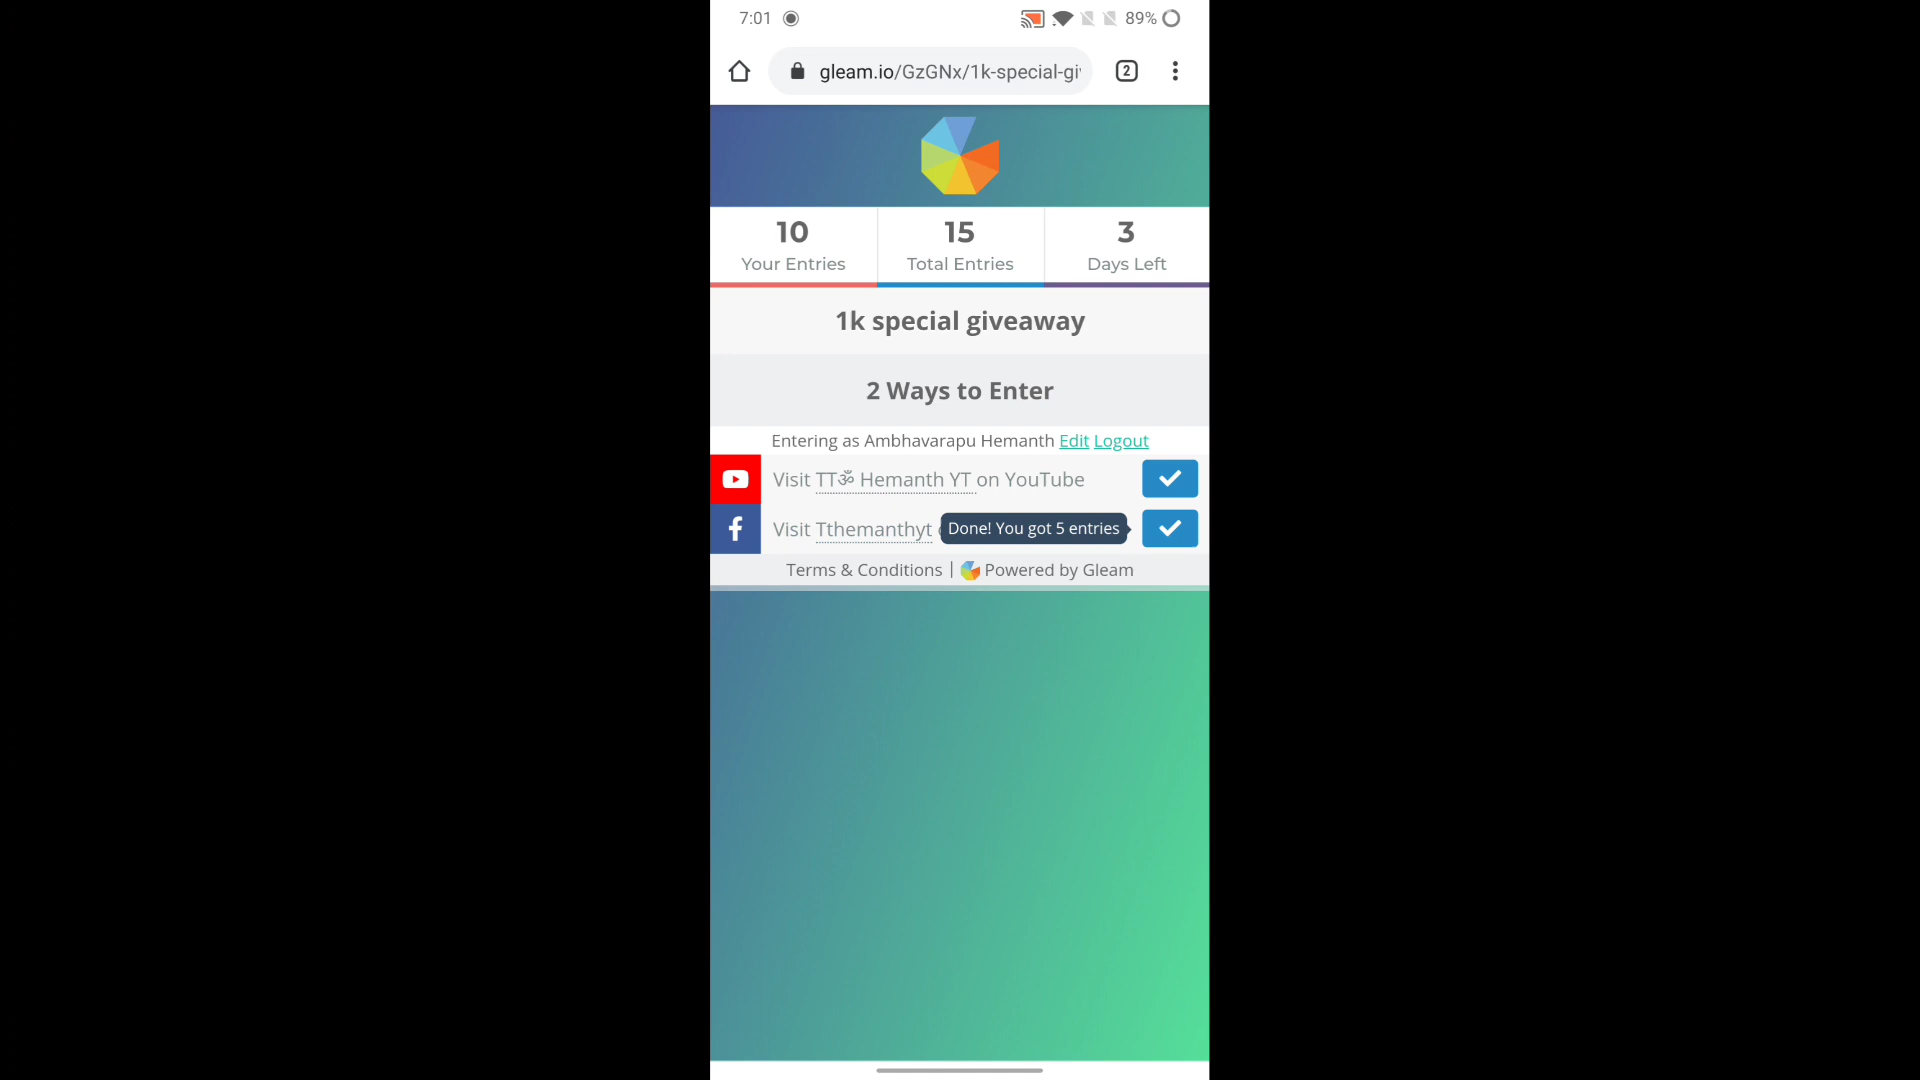 7:01 89%
gleam.io/GzGNx/1k-special-gi 2
10 15 3
Your Entries Total Entries Days Left
1k special giveaway
2 Ways to Enter
Entering as Ambhavarapu Hemanth Edit Logout
Visit TTॐ Hemanth YT on YouTube
Visit Tthemanthyt Done! You got 5 entries
Terms & Conditions | Powered by Gleam